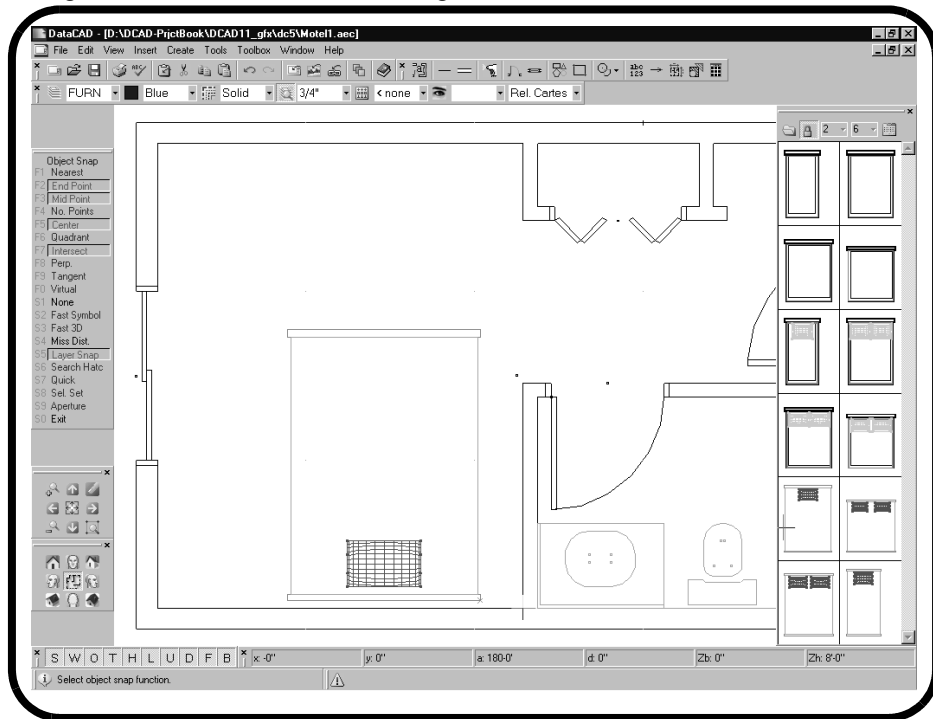 DataCAD - [D:\DCAD-PrjctBook\DCAD11_gfx\dc5\Motel1.aec]
File Edit View Insert Create Tools Toolbox Window Help
abc
123
FURN Blue Solid 3/4" < none Rel. Cartes
2 6
Object Snap
F1 Nearest
F2 End Point
F3 Mid Point
F4 No. Points
F5 Center
F6 Quadrant
F7 Intersect
F8 Perp.
F9 Tangent
F0 Virtual
S1 None
S2 Fast Symbol
S3 Fast 3D
S4 Miss Dist.
S5 Layer Snap
S6 Search Hatc
S7 Quick
S8 Sel. Set
S9 Aperture
S0 Exit
S W O T H L U D F B x: -0" y: 0" a: 180-0' d: 0" Zb: 0" Zh: 8'-0"
Select object snap function.